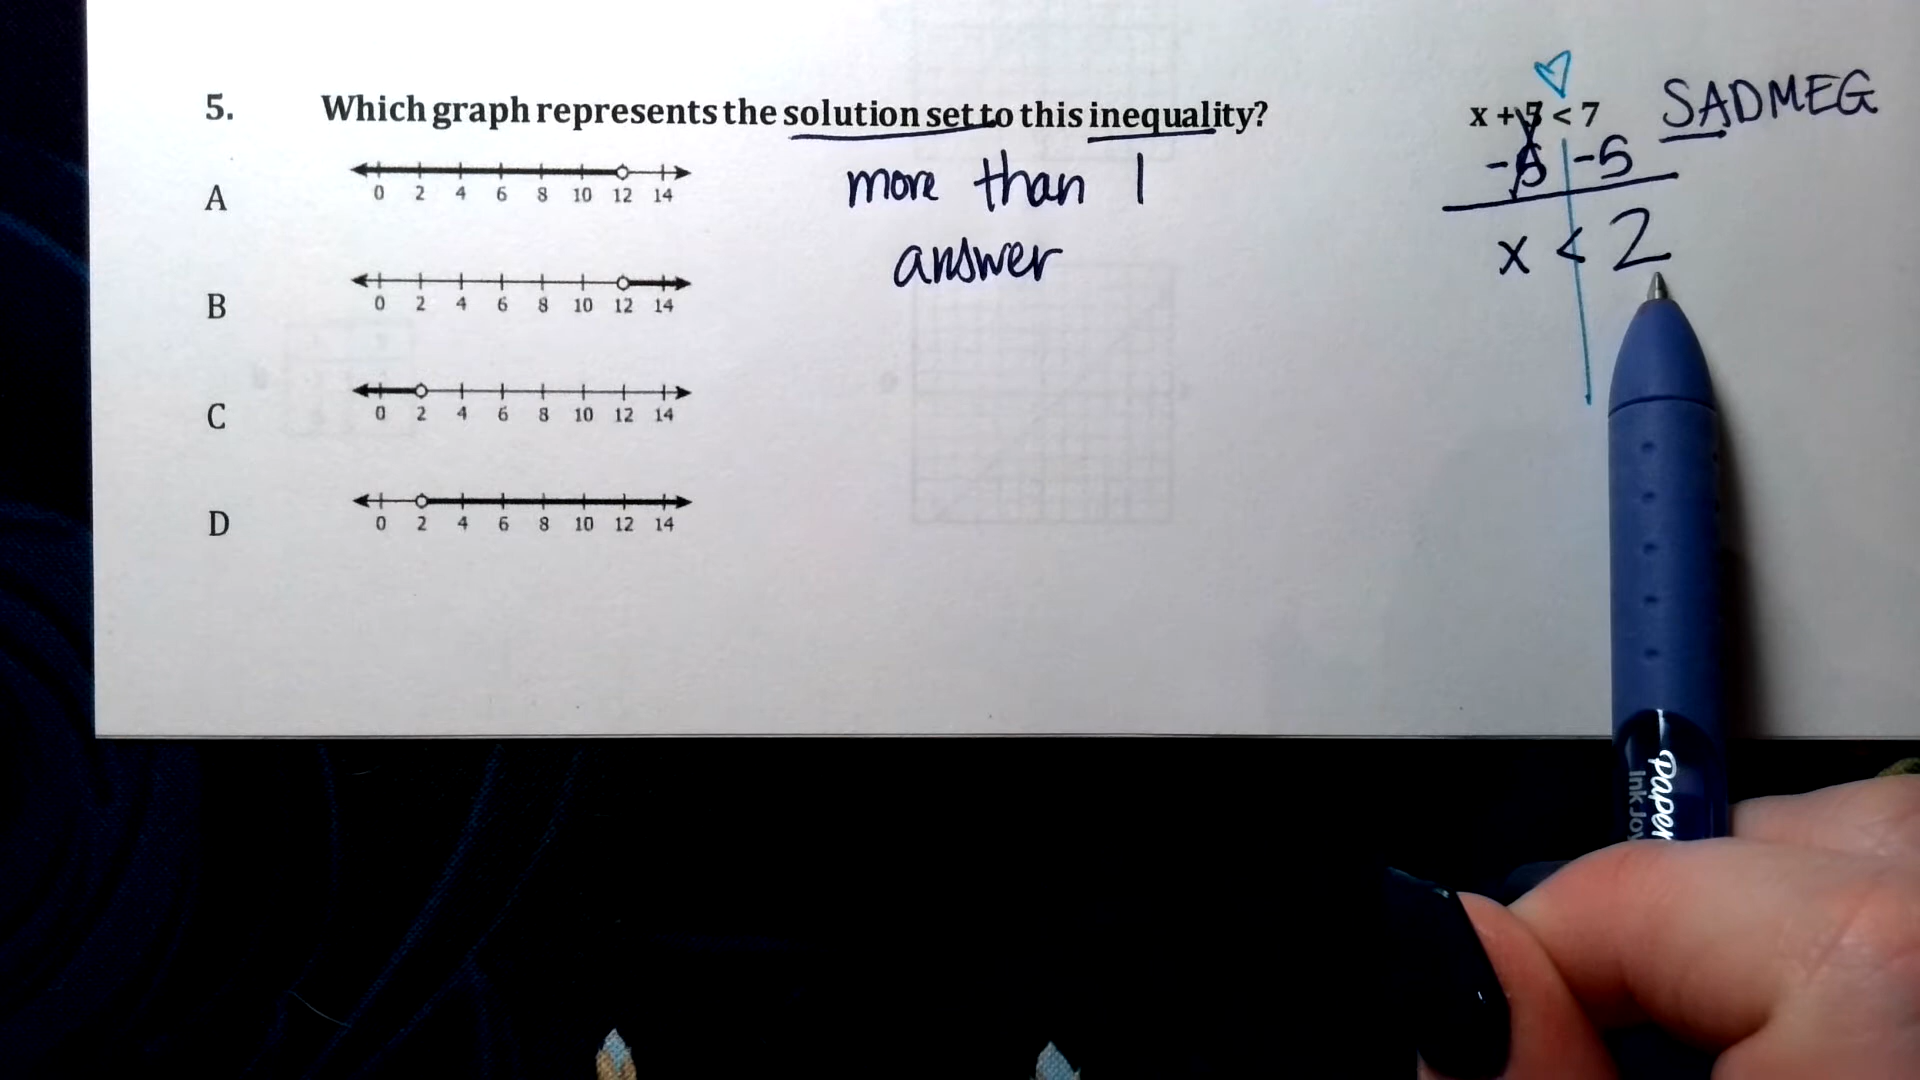 5. Which graph represents the solution set to this inequality? x + 5 < 7 SADMEG
-5 -5
x < 2
more than 1
answer
A 0 2 4 6 8 10 12 14
B 0 2 4 6 8 10 12 14
C 0 2 4 6 8 10 12 14
D 0 2 4 6 8 10 12 14
paper
InkJoy